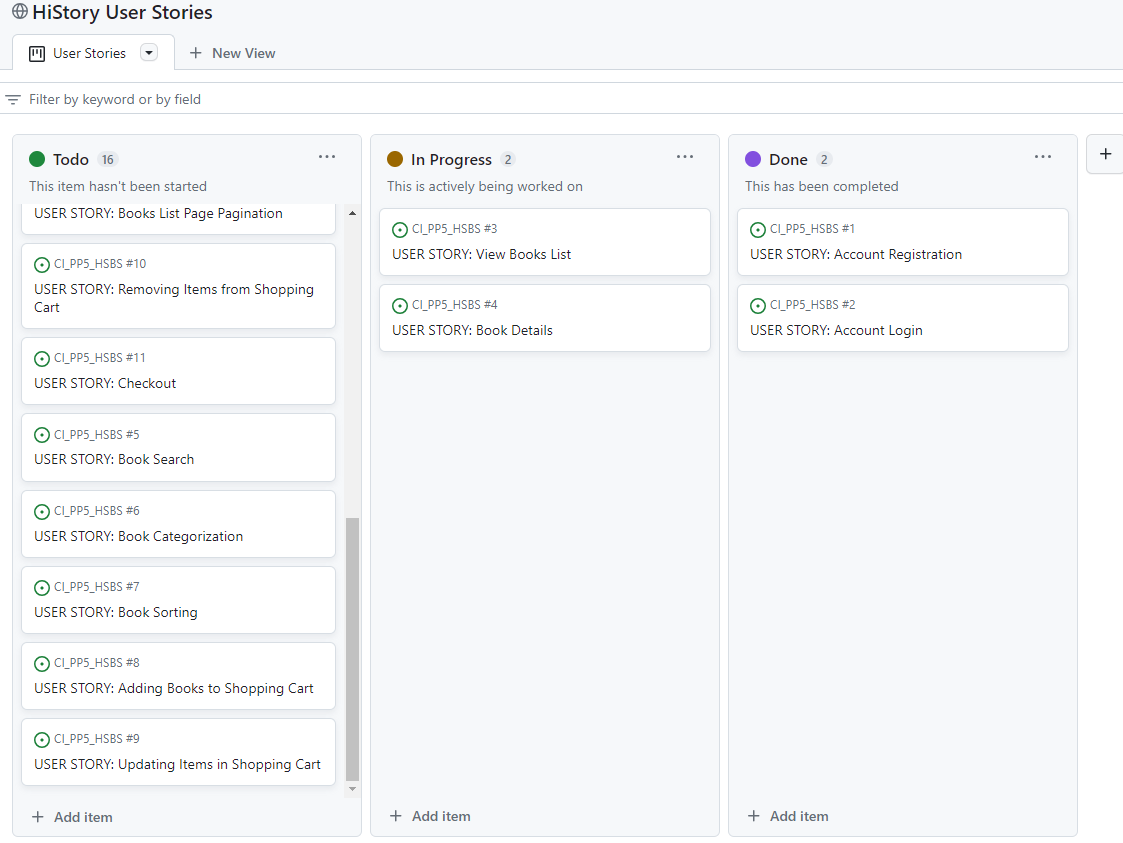 HiStory User Stories
User Stories
New View
Filter by keyword or by field
Todo 16
This item hasn't been started
USER STORY: Books List Page Pagination
CI_PP5_HSBS #10
USER STORY: Removing Items from Shopping
Cart
CI_PP5_HSBS #11
USER STORY: Checkout
CI_PP5_HSBS #5
USER STORY: Book Search
CI_PP5_HSBS #6
USER STORY: Book Categorization
CI_PP5_HSBS #7
USER STORY: Book Sorting
CI_PP5_HSBS #8
USER STORY: Adding Books to Shopping Cart
CI_PP5_HSBS #9
USER STORY: Updating Items in Shopping Cart
Add item
In Progress 2
This is actively being worked on
CI_PP5_HSBS #3
USER STORY: View Books List
CI_PP5_HSBS #4
USER STORY: Book Details
Add item
Done 2
This has been completed
CI_PP5_HSBS #1
USER STORY: Account Registration
CI_PP5_HSBS #2
USER STORY: Account Login
Add item